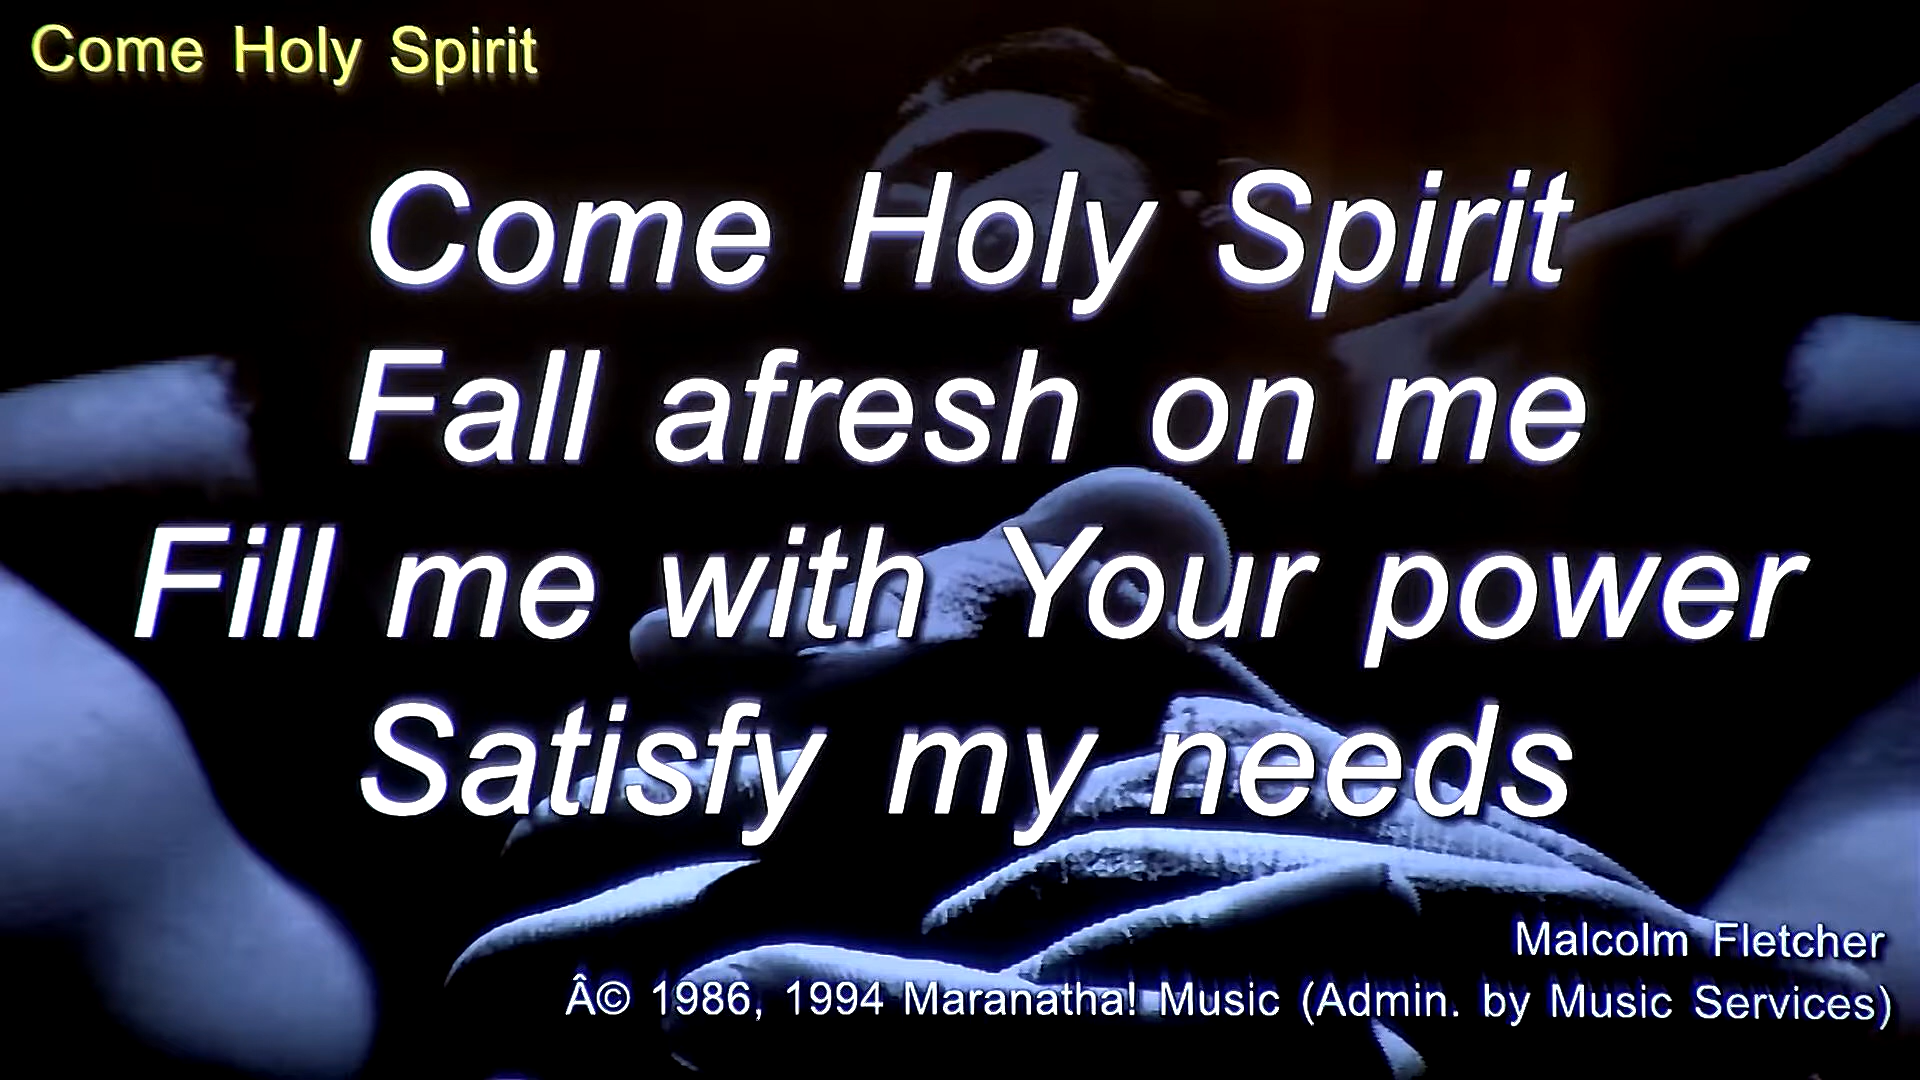 Come Holy Spirit
Come Holy Spirit
Fall afresh on me
Fill me with Your power
Satisfy my needs
Malcolm Fletcher
Â© 1986, 1994 Maranatha! Music (Admin. by Music Services)